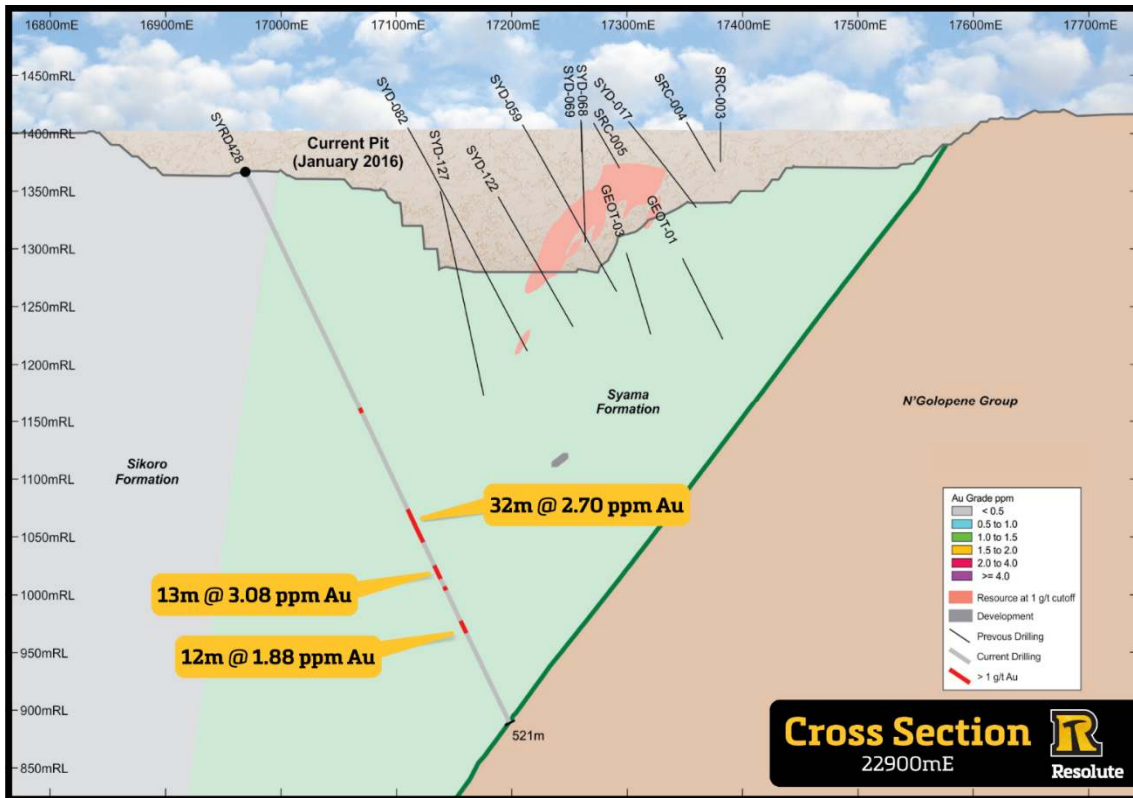 16800mE 16900mE 17000mE 17100mE 17200mE 17300mE 17400mE 17500mE 17600mE 17700mE
1450mRL
1400mRL
1350mRL
1300mRL
1250mRL
1200mRL
1150mRL
1100mRL
1050mRL
1000mRL
950mRL
900mRL
850mRL
SYRD428
Current Pit
(January 2016)
SYD-127
SYD-082
SYD-122
SYD-059
SYD-069
SYD-068
SRC-005
SYD-017
GEOT-03
GEOT-01
SRC-004
SRC-003
Sikoro
Formation
Syama
Formation
N'Golopene Group
32m @ 2.70 ppm Au
13m @ 3.08 ppm Au
12m @ 1.88 ppm Au
521m
Au Grade ppm
< 0.5
0.5 to 1.0
1.0 to 1.5
1.5 to 2.0
2.0 to 4.0
>= 4.0
Resource at 1 g/t cutoff
Development
Prevous Drilling
Current Drilling
> 1 g/t Au
Cross Section
22900mE
R
Resolute